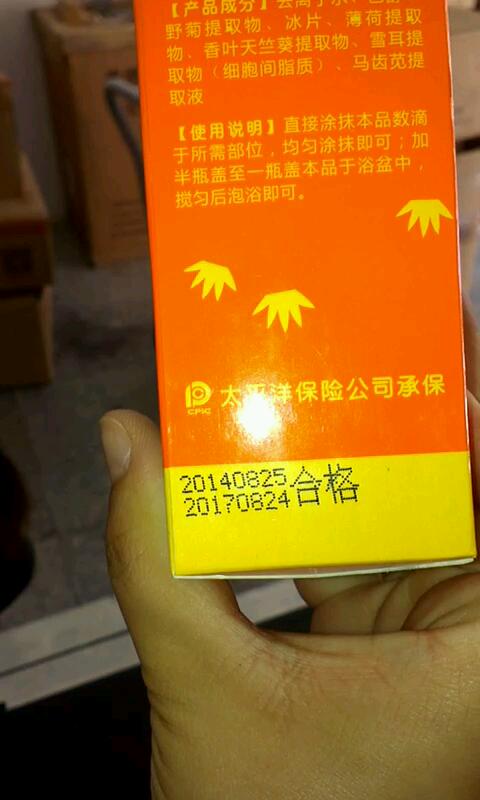 【产品成分】去离子水、
野菊提取物、冰片、薄荷提取
物、香叶天竺葵提取物、雪耳提
取物（细胞间脂质）、马齿苋提
取液
【使用说明】直接涂抹本品数滴
于所需部位，均匀涂抹即可；加
半瓶盖至一瓶盖本品于浴盆中，
搅匀后泡浴即可。
CPIC
太平洋保险公司承保
20140825合格
20170824